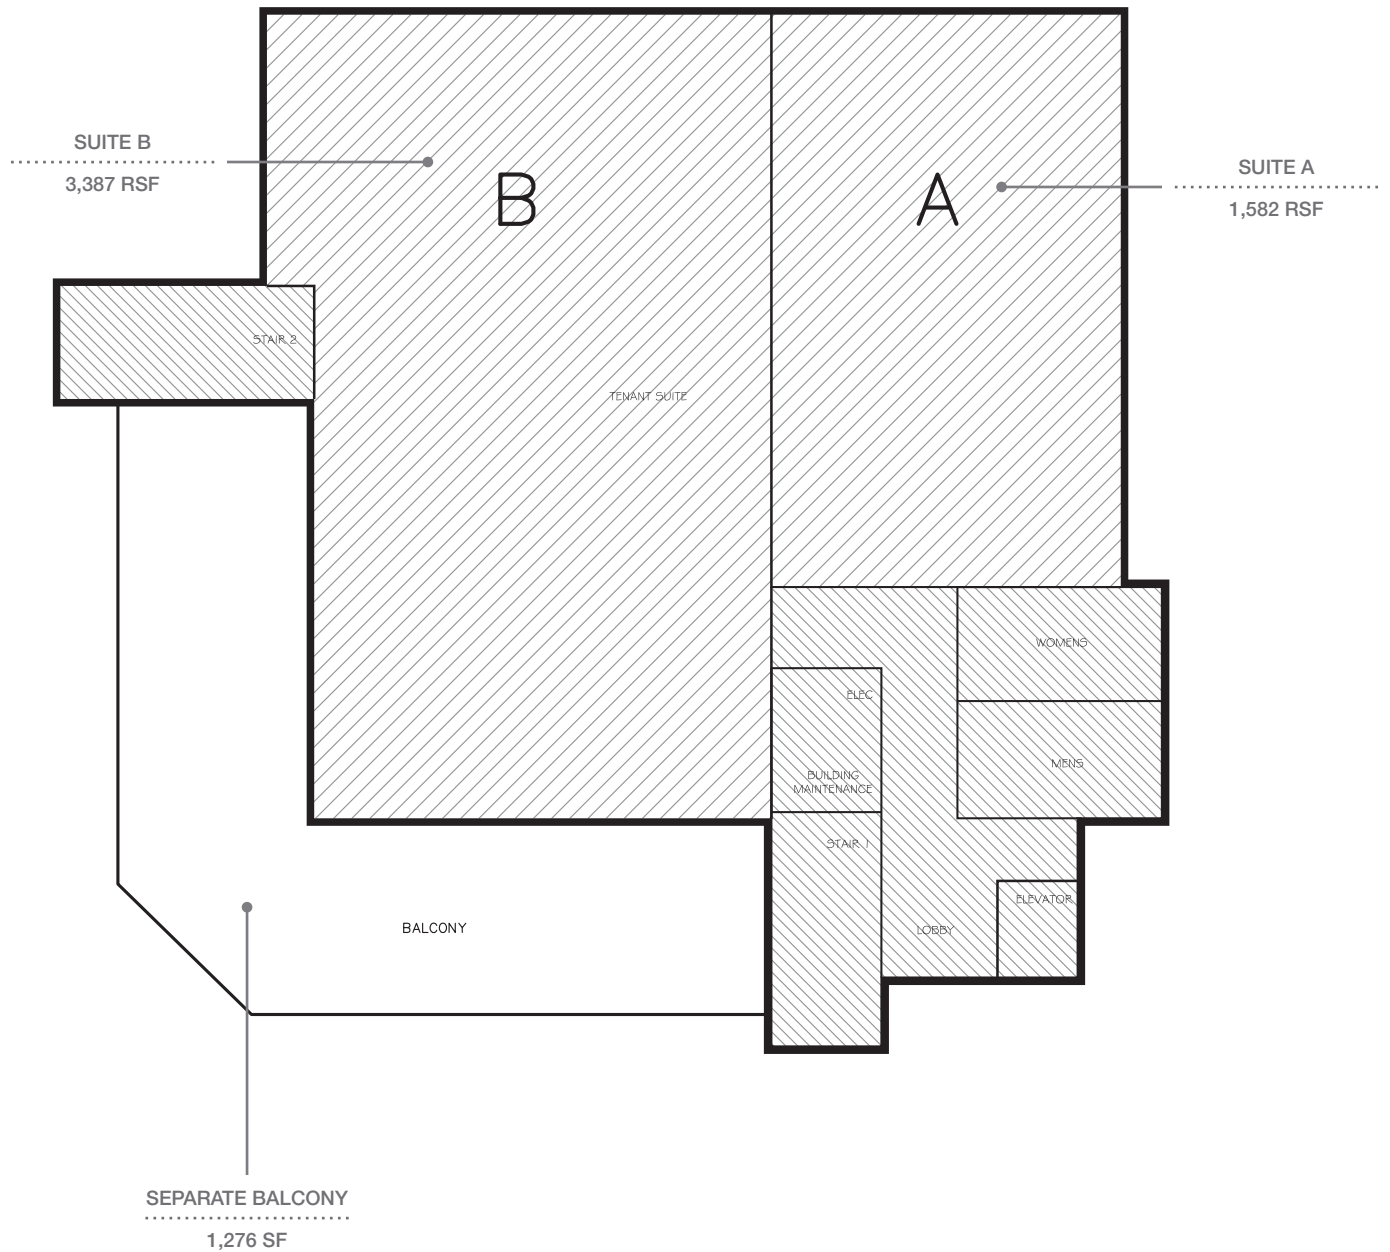 SUITE B
3,387 RSF
SUITE A
1,582 RSF
B
A
STAIR 2
TENANT SUITE
WOMENS
ELEC
MENS
BUILDING
MAINTENANCE
STAIR 1
ELEVATOR
LOBBY
BALCONY
SEPARATE BALCONY
1,276 SF